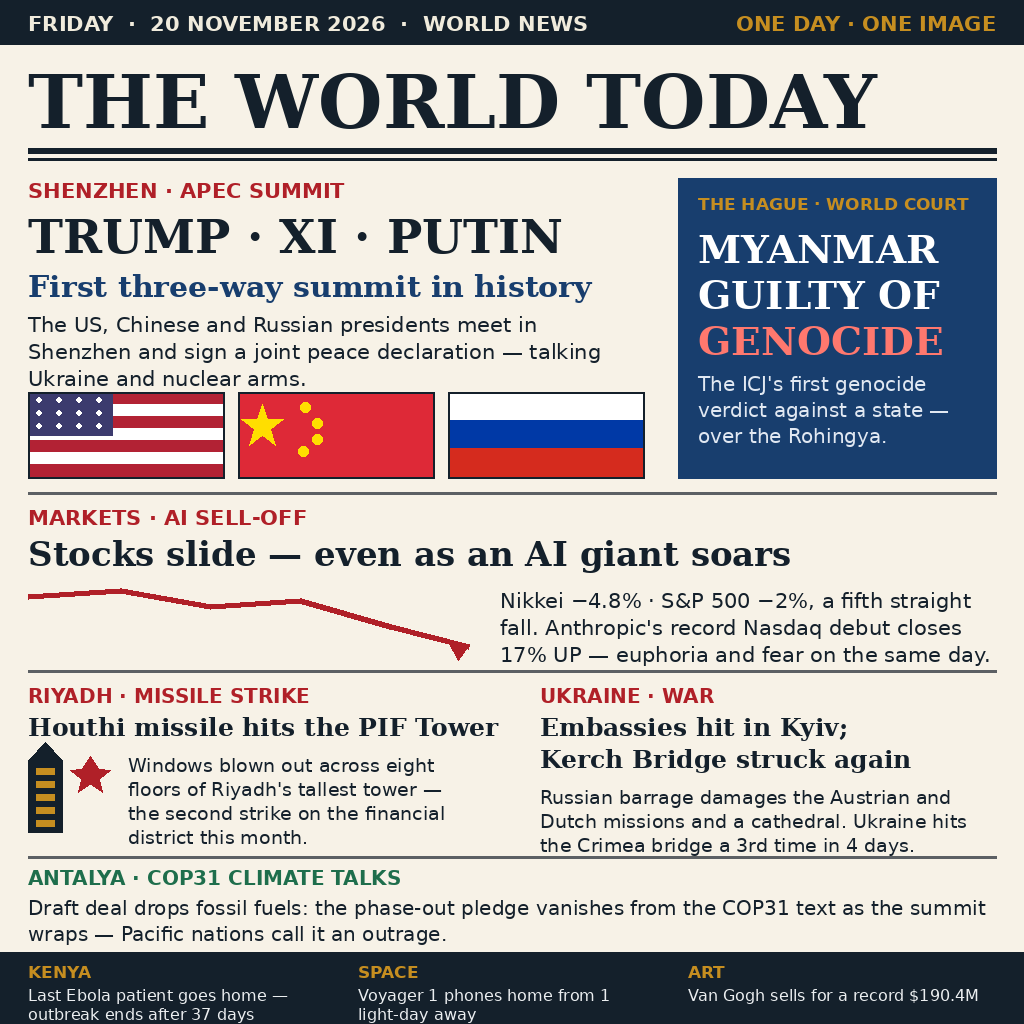 FRIDAY · 20 NOVEMBER 2026 · WORLD NEWS
ONE DAY · ONE IMAGE
THE WORLD TODAY
SHENZHEN · APEC SUMMIT
TRUMP · XI · PUTIN
First three-way summit in history
The US, Chinese and Russian presidents meet in
Shenzhen and sign a joint peace declaration — talking
Ukraine and nuclear arms.
THE HAGUE · WORLD COURT
MYANMAR
GUILTY OF
GENOCIDE
The ICJ's first genocide
verdict against a state —
over the Rohingya.
MARKETS · AI SELL-OFF
Stocks slide — even as an AI giant soars
Nikkei −4.8% · S&P 500 −2%, a fifth straight
fall. Anthropic's record Nasdaq debut closes
17% UP — euphoria and fear on the same day.
RIYADH · MISSILE STRIKE
Houthi missile hits the PIF Tower
Windows blown out across eight
floors of Riyadh's tallest tower —
the second strike on the financial
district this month.
UKRAINE · WAR
Embassies hit in Kyiv;
Kerch Bridge struck again
Russian barrage damages the Austrian and
Dutch missions and a cathedral. Ukraine hits
the Crimea bridge a 3rd time in 4 days.
ANTALYA · COP31 CLIMATE TALKS
Draft deal drops fossil fuels: the phase-out pledge vanishes from the COP31 text as the summit
wraps — Pacific nations call it an outrage.
KENYA
Last Ebola patient goes home —
outbreak ends after 37 days
SPACE
Voyager 1 phones home from 1
light-day away
ART
Van Gogh sells for a record $190.4M